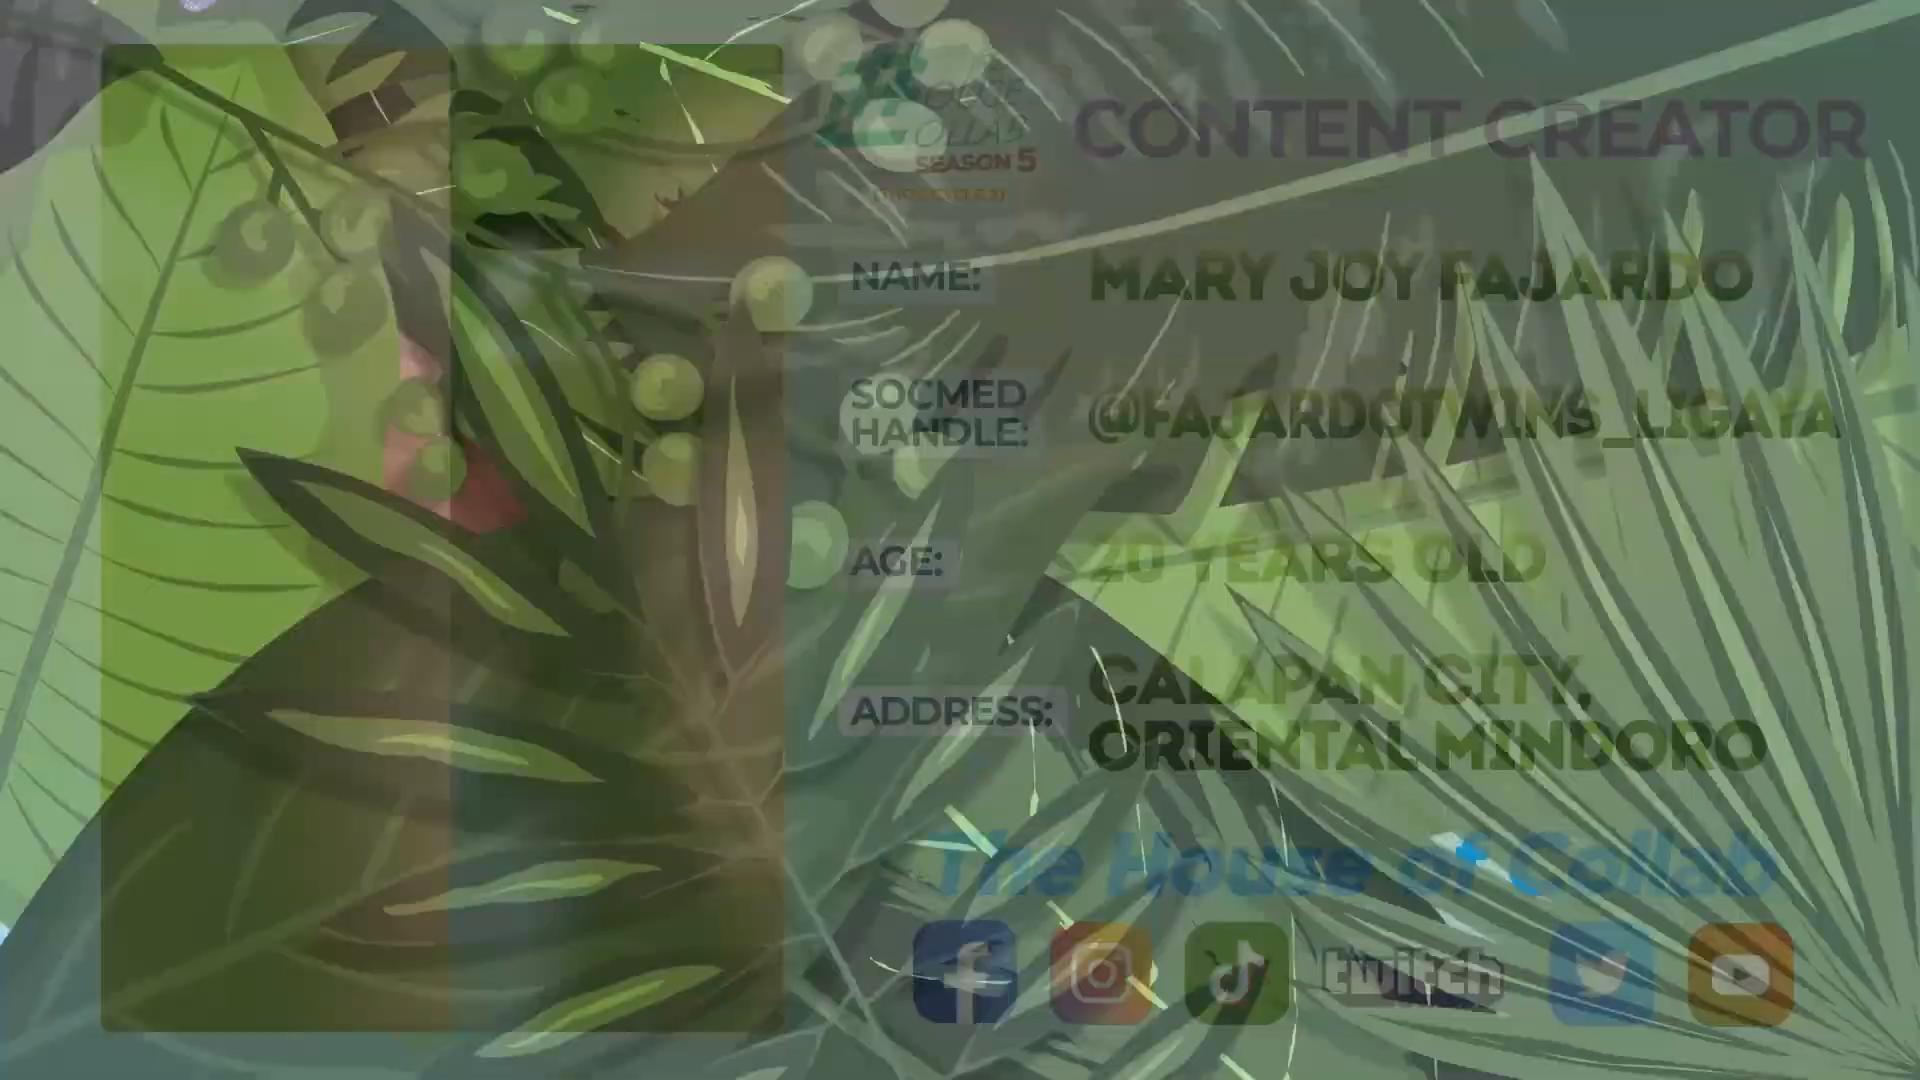 SEASON 5
CONTENT CREATOR
NAME: MARY JOY FAJARDO
SOCMED HANDLE: @FAJARDOTWINS_LIGAYA
AGE: 20 YEARS OLD
ADDRESS: CALAPAN CITY,
ORIENTAL MINDORO
The House of Collab
twitch